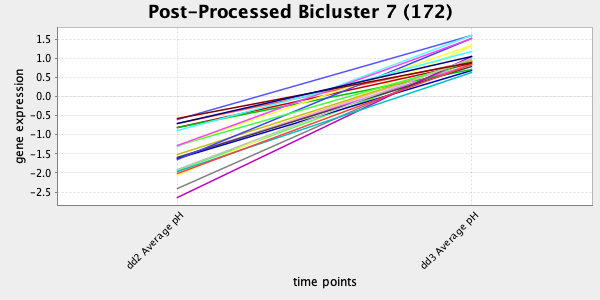 Post-Processed Bicluster 7 (172)
gene expression
1.5
1.0
0.5
0.0
-0.5
-1.0
-1.5
-2.0
-2.5
dd2 Average pH
dd3 Average pH
time points